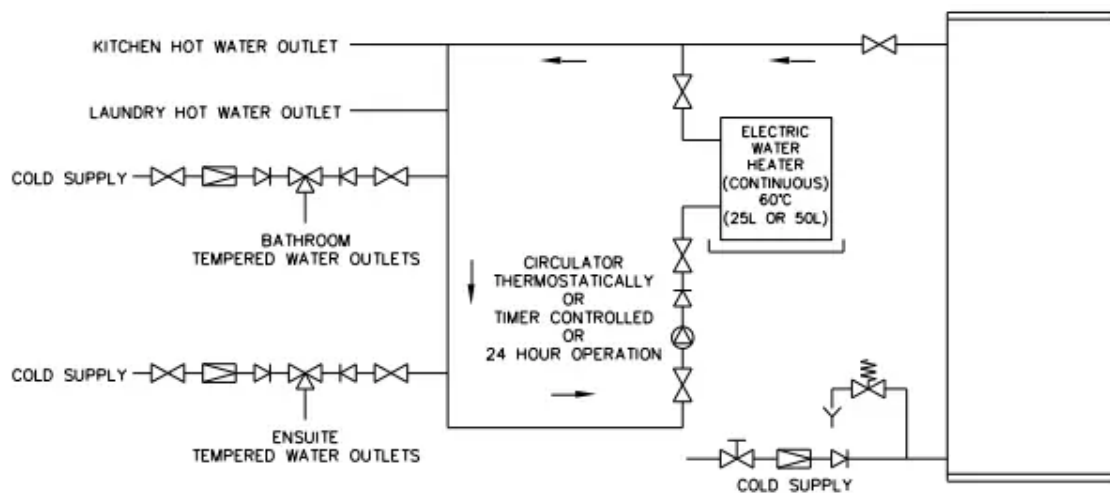 KITCHEN HOT WATER OUTLET
LAUNDRY HOT WATER OUTLET
COLD SUPPLY
BATHROOM
TEMPERED WATER OUTLETS
ELECTRIC
WATER
HEATER
(CONTINUOUS)
60°C
(25L OR 50L)
CIRCULATOR
THERMOSTATICALLY
OR
TIMER CONTROLLED
OR
24 HOUR OPERATION
COLD SUPPLY
ENSUITE
TEMPERED WATER OUTLETS
COLD SUPPLY